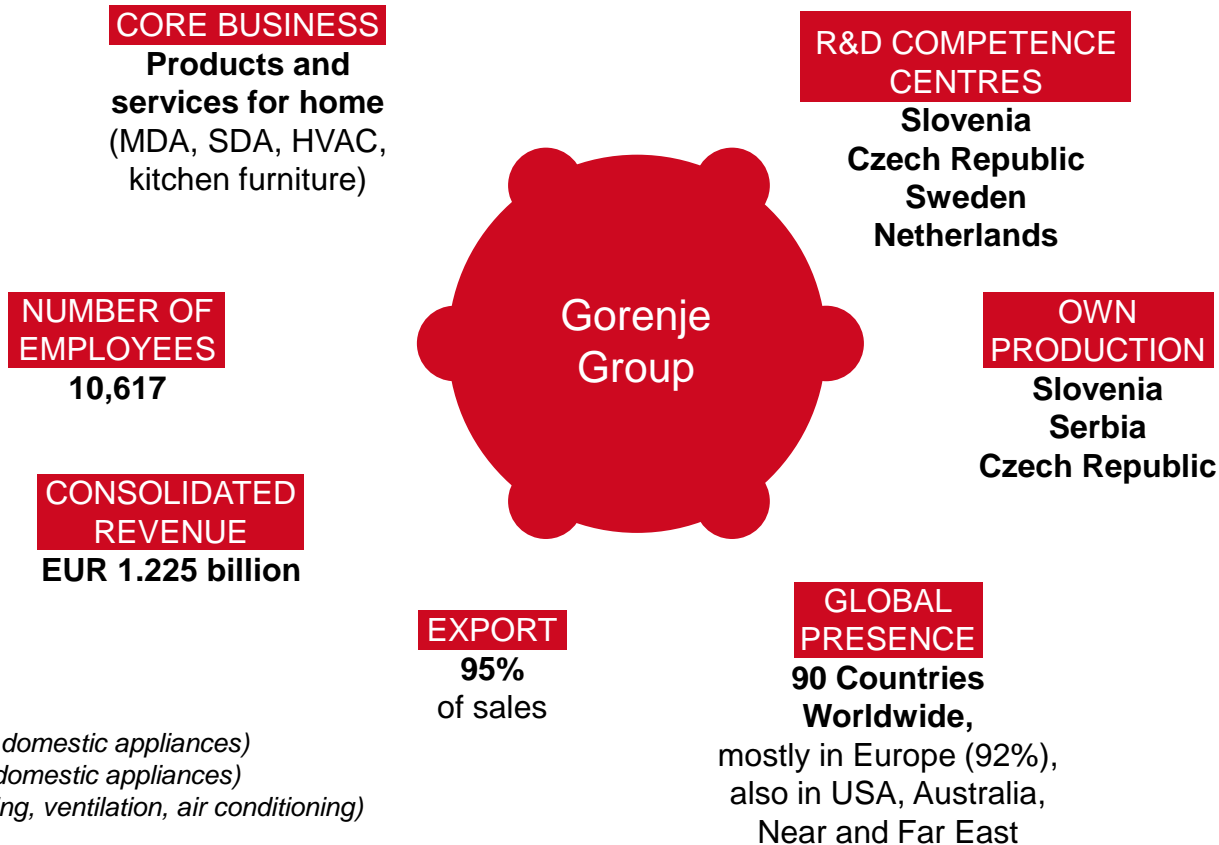 CORE BUSINESS
Products and
services for home
(MDA, SDA, HVAC,
kitchen furniture)
R&D COMPETENCE
CENTRES
Slovenia
Czech Republic
Sweden
Netherlands
Gorenje
Group
NUMBER OF
EMPLOYEES
10,617
OWN
PRODUCTION
Slovenia
Serbia
Czech Republic
CONSOLIDATED
REVENUE
EUR 1.225 billion
EXPORT
95%
of sales
GLOBAL
PRESENCE
90 Countries
Worldwide,
mostly in Europe (92%),
also in USA, Australia,
Near and Far East
domestic appliances)
domestic appliances)
ing, ventilation, air conditioning)